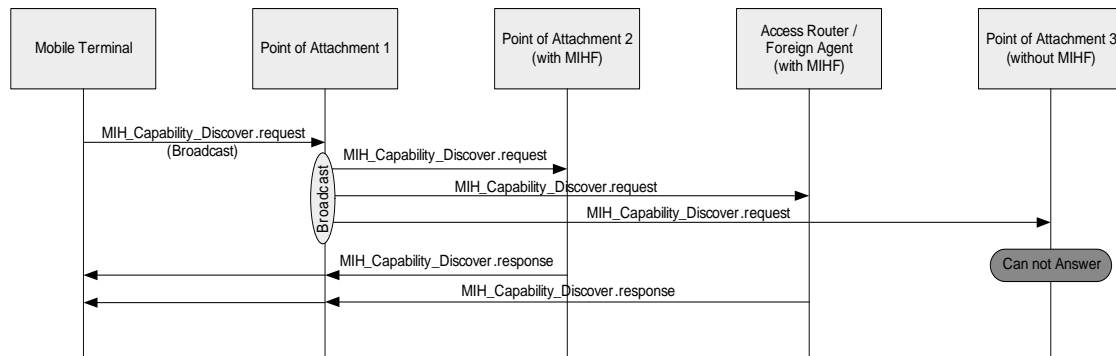 Mobile Terminal
Point of Attachment 1
Point of Attachment 2
(with MIHF)
Access Router /
Foreign Agent
(with MIHF)
Point of Attachment 3
(without MIHF)
MIH_Capability_Discover.request
(Broadcast)
Broadcast
MIH_Capability_Discover.request
MIH_Capability_Discover.request
MIH_Capability_Discover.request
Can not Answer
MIH_Capability_Discover.response
MIH_Capability_Discover.response